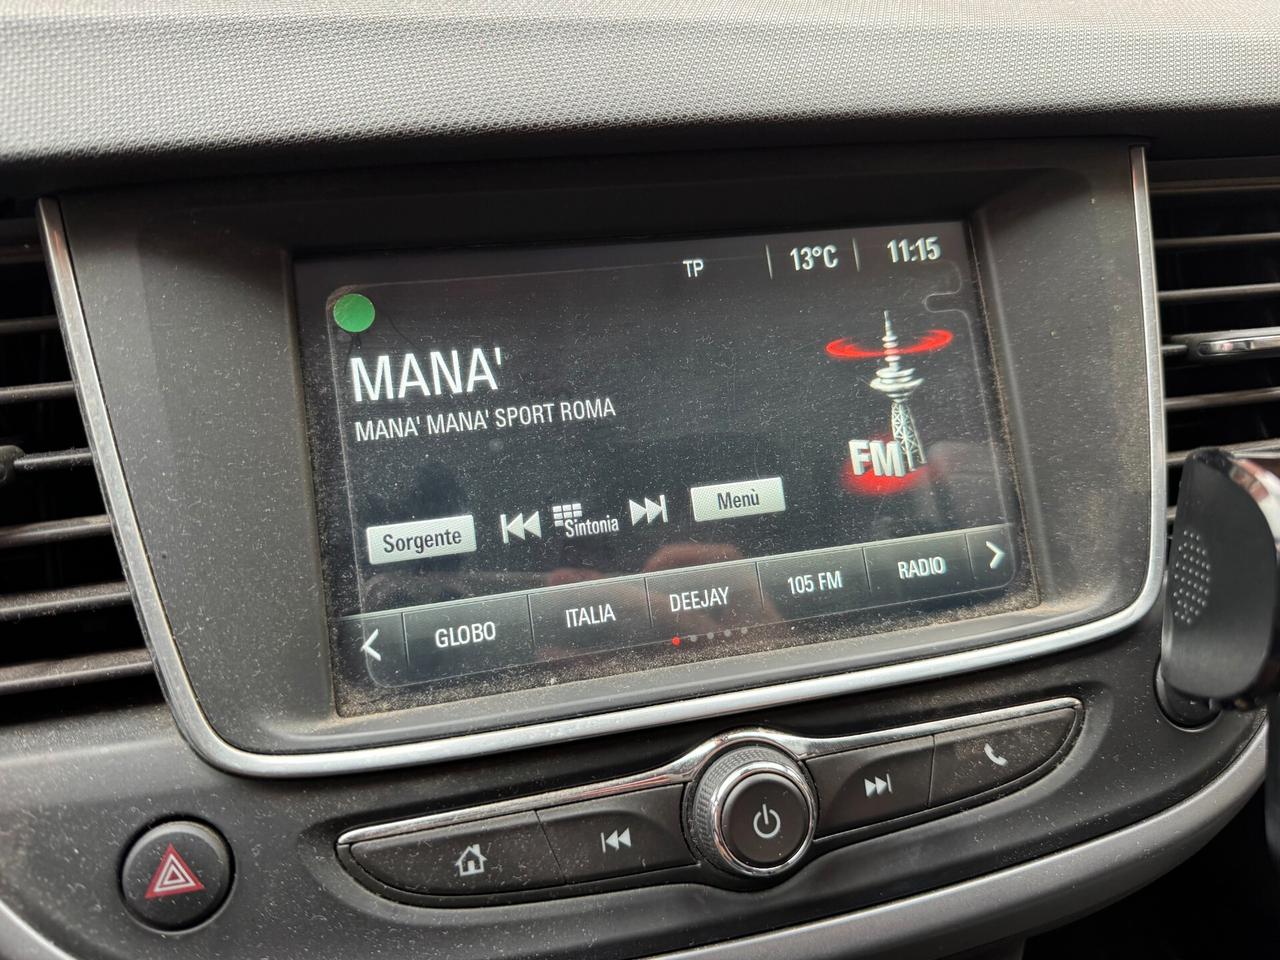 TP 13°C 11:15
MANA'
MANA' MANA' SPORT ROMA
FM
Sorgente Sintonia Menù
GLOBO ITALIA DEEJAY 105 FM RADIO